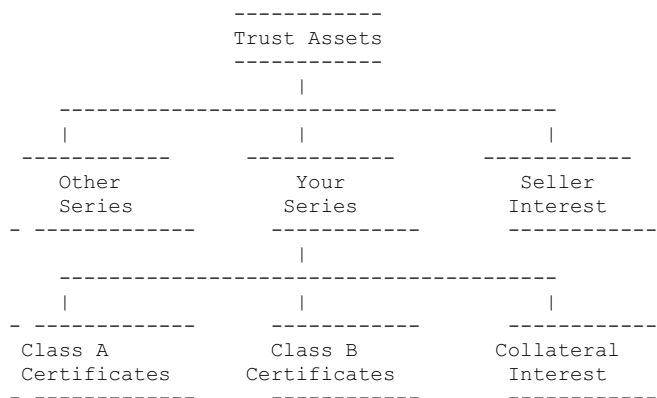 ------------
Trust Assets
------------
|
----------------------------------------
| | |
------------ ------------ ------------
Other Your Seller
Series Series Interest
- ------------- ------------ ------------
|
----------------------------------------
| | |
- ------------- ------------ ------------
Class A Class B Collateral
Certificates Certificates Interest
- ------------- ------------ ------------